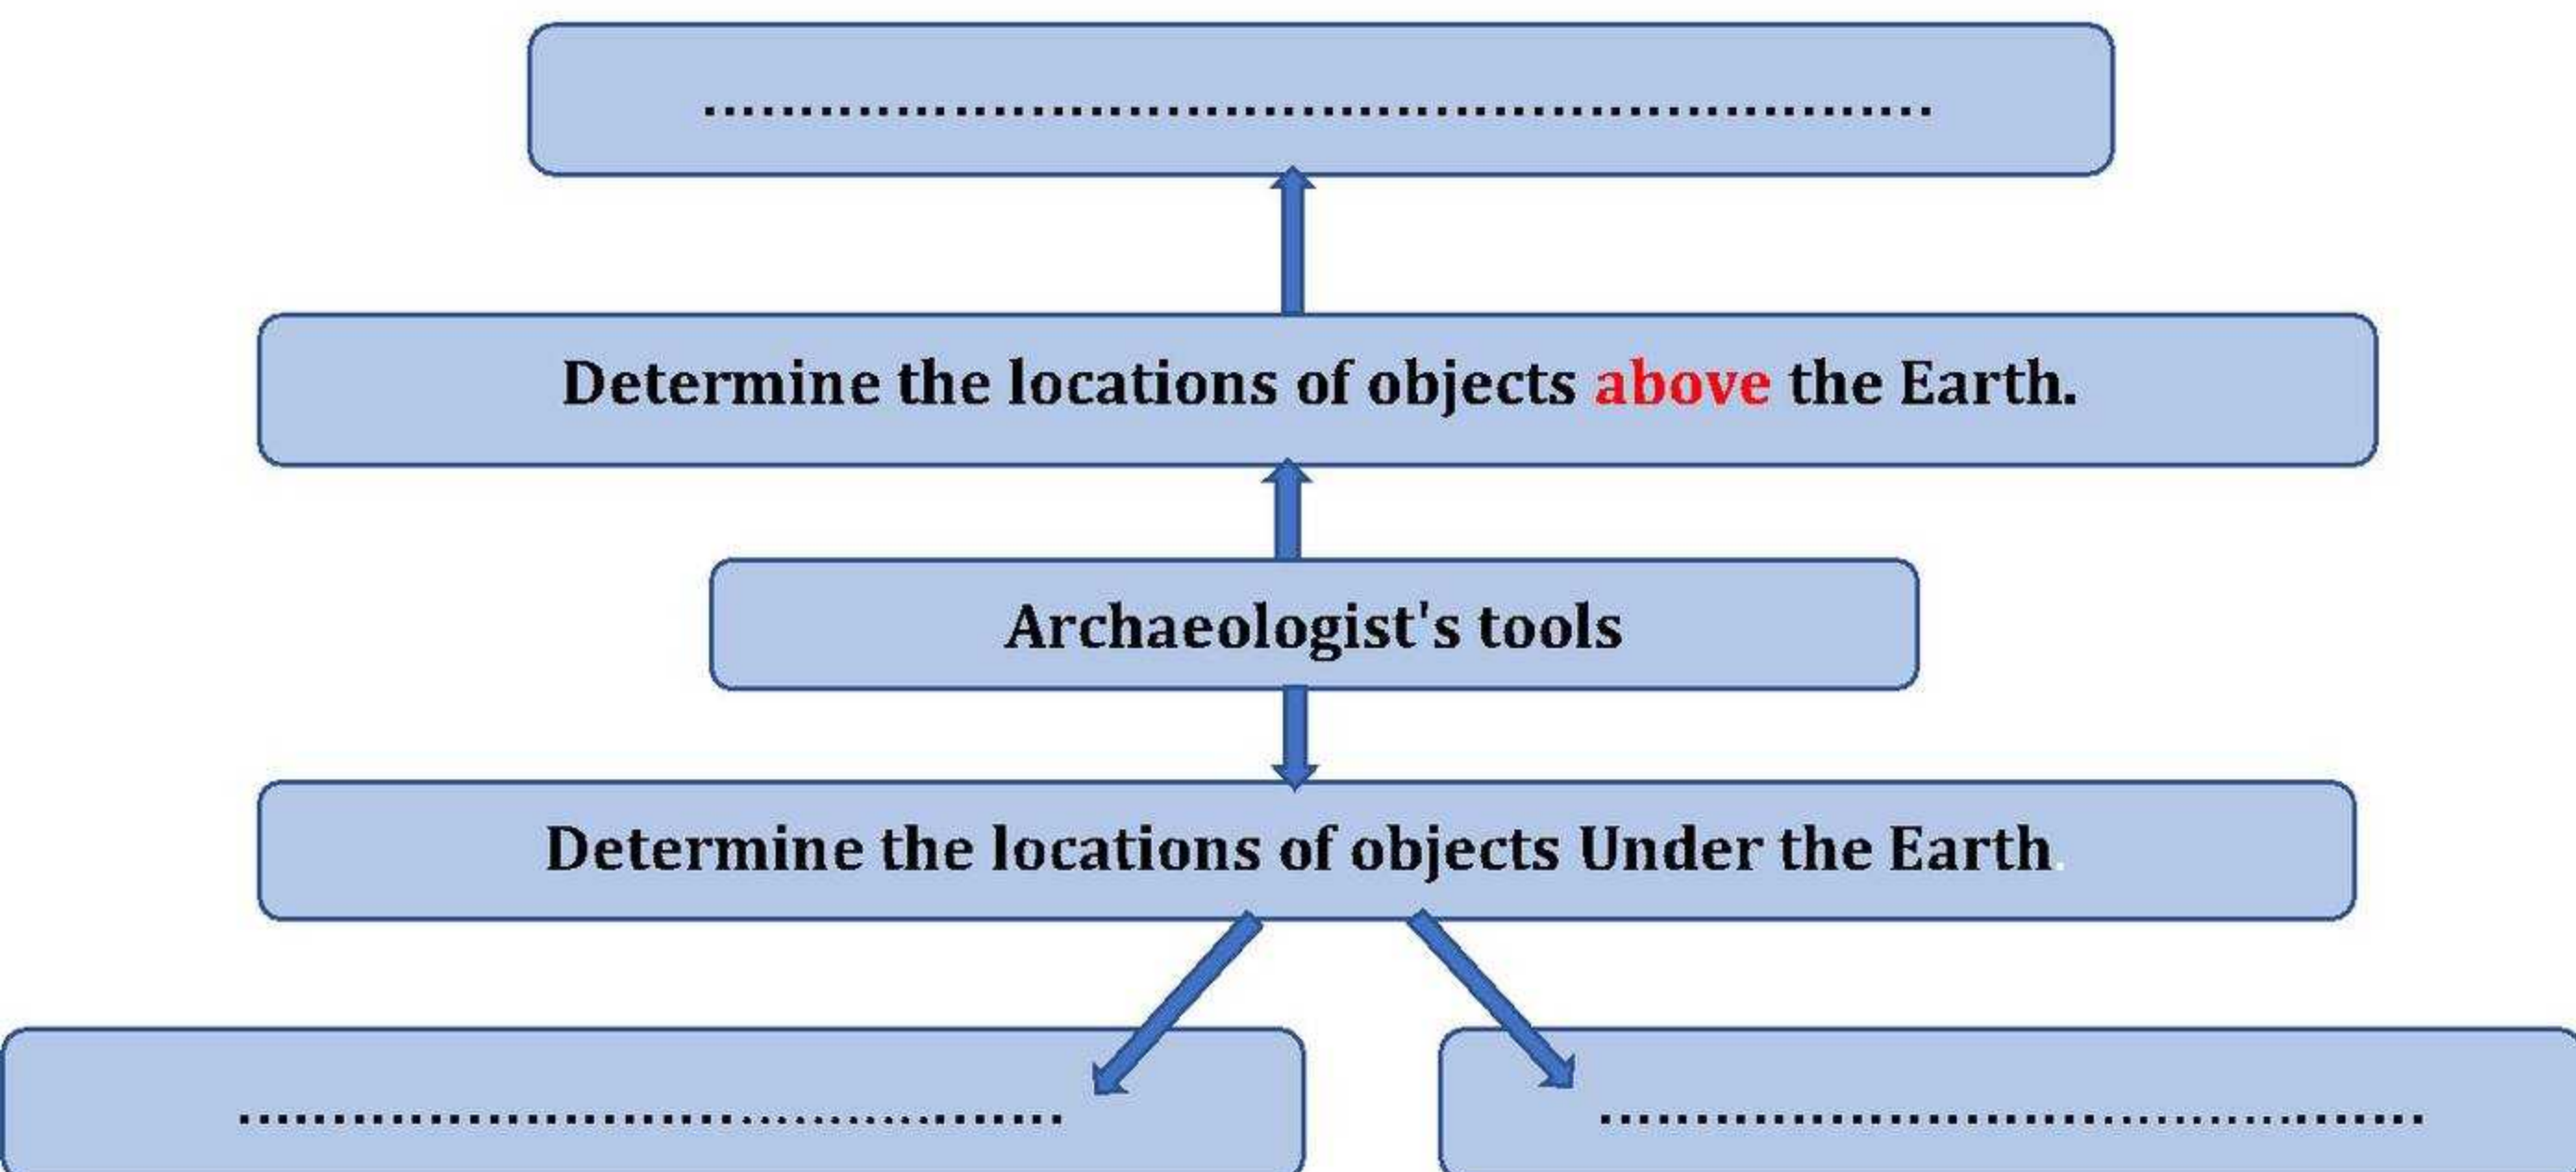 ................................................................
Determine the locations of objects above the Earth.
Archaeologist's tools
Determine the locations of objects Under the Earth.
........................................... ...........................................